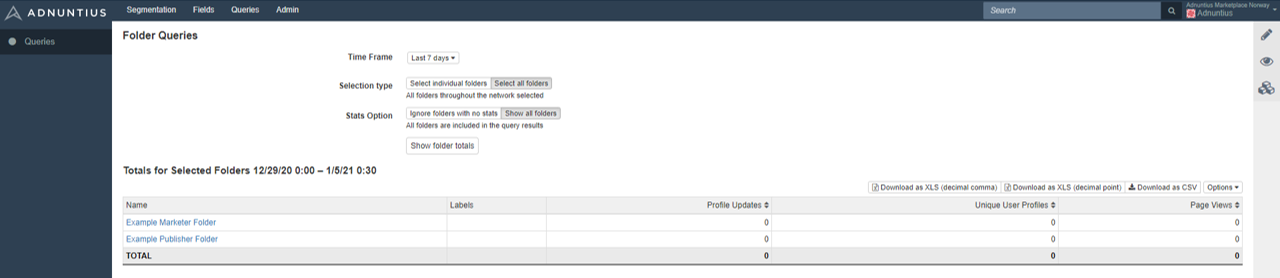 ADNUNTIUS Segmentation Fields Queries Admin Search Adnuntius Marketplace Norway
Adnuntius
Queries
Folder Queries
Time Frame Last 7 days
Selection type Select individual folders Select all folders
All folders throughout the network selected
Stats Option Ignore folders with no stats Show all folders
All folders are included in the query results
Show folder totals
Totals for Selected Folders 12/29/20 0:00 – 1/5/21 0:30
Download as XLS (decimal comma) Download as XLS (decimal point) Download as CSV Options
Name Labels Profile Updates Unique User Profiles Page Views
Example Marketer Folder 0 0 0
Example Publisher Folder 0 0 0
TOTAL 0 0 0